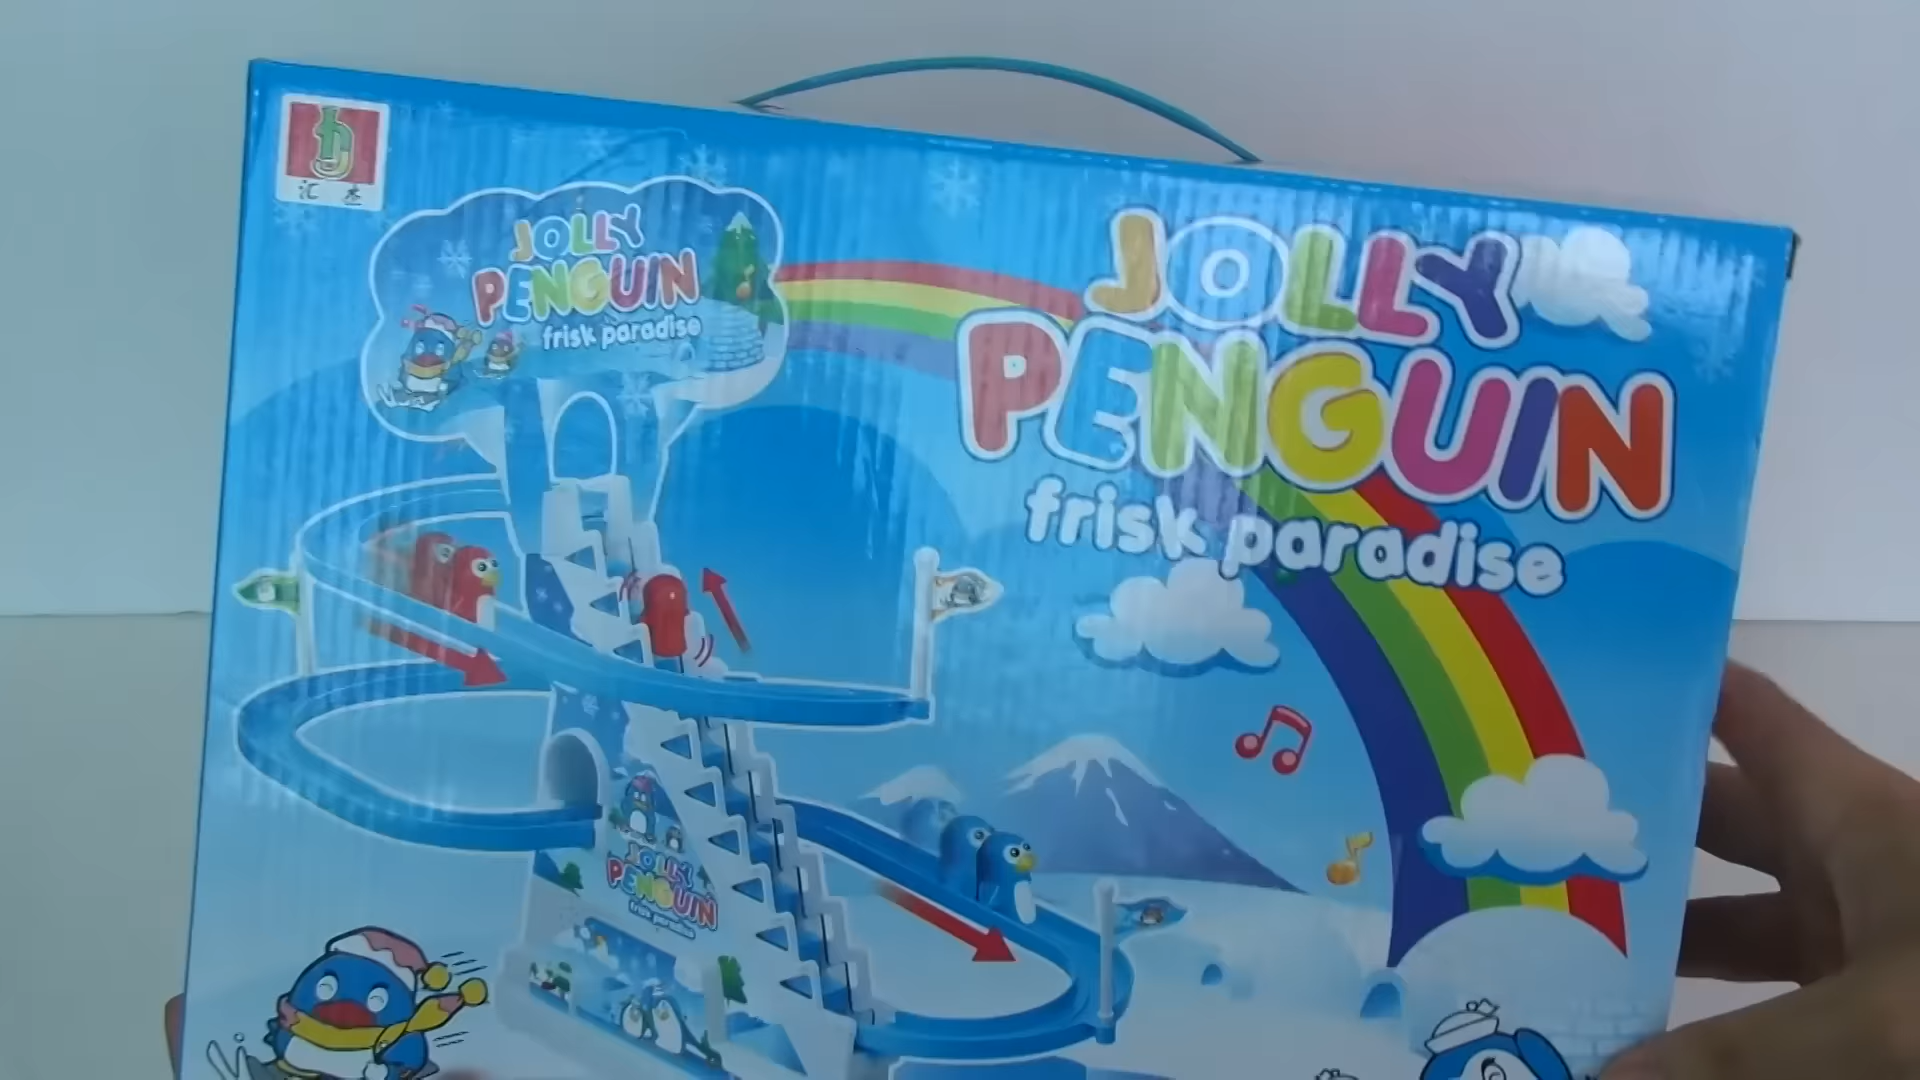 汇杰
JOLLY
PENGUIN
frisk paradise
JOLLY
PENGUIN
frisk paradise
JOLLY
PENGUIN
frisk paradise